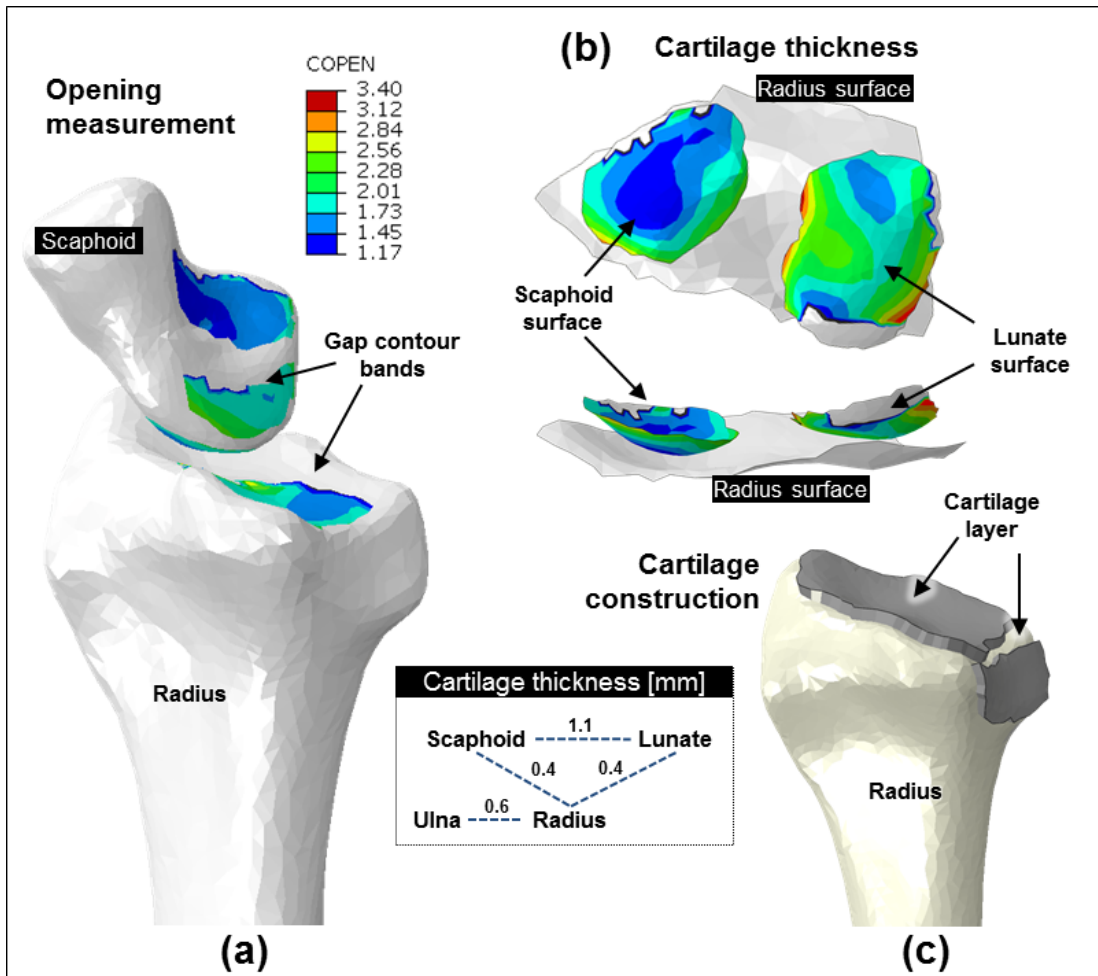 Opening
measurement
COPEN
3.40
3.12
2.84
2.56
2.28
2.01
1.73
1.45
1.17
Scaphoid
Gap contour
bands
Radius
(a)
(b)
Cartilage thickness
Radius surface
Scaphoid
surface
Lunate
surface
Radius surface
Cartilage
layer
Cartilage
construction
Radius
(c)
Cartilage thickness [mm]
Scaphoid 1.1 Lunate
0.4 0.4
Ulna 0.6 Radius